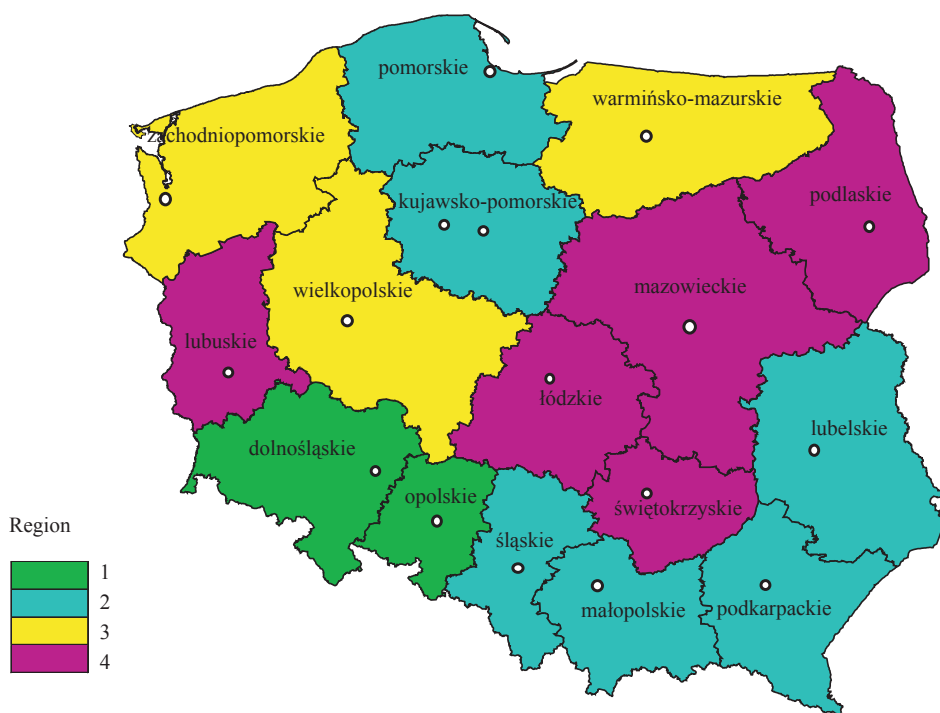 pomorskie
warmińsko-mazurskie
zachodniopomorskie
podlaskie
kujawsko-pomorskie
wielkopolskie
mazowieckie
lubuskie
łódzkie
lubelskie
dolnośląskie
opolskie
świętokrzyskie
śląskie
małopolskie
podkarpackie
Region
1
2
3
4